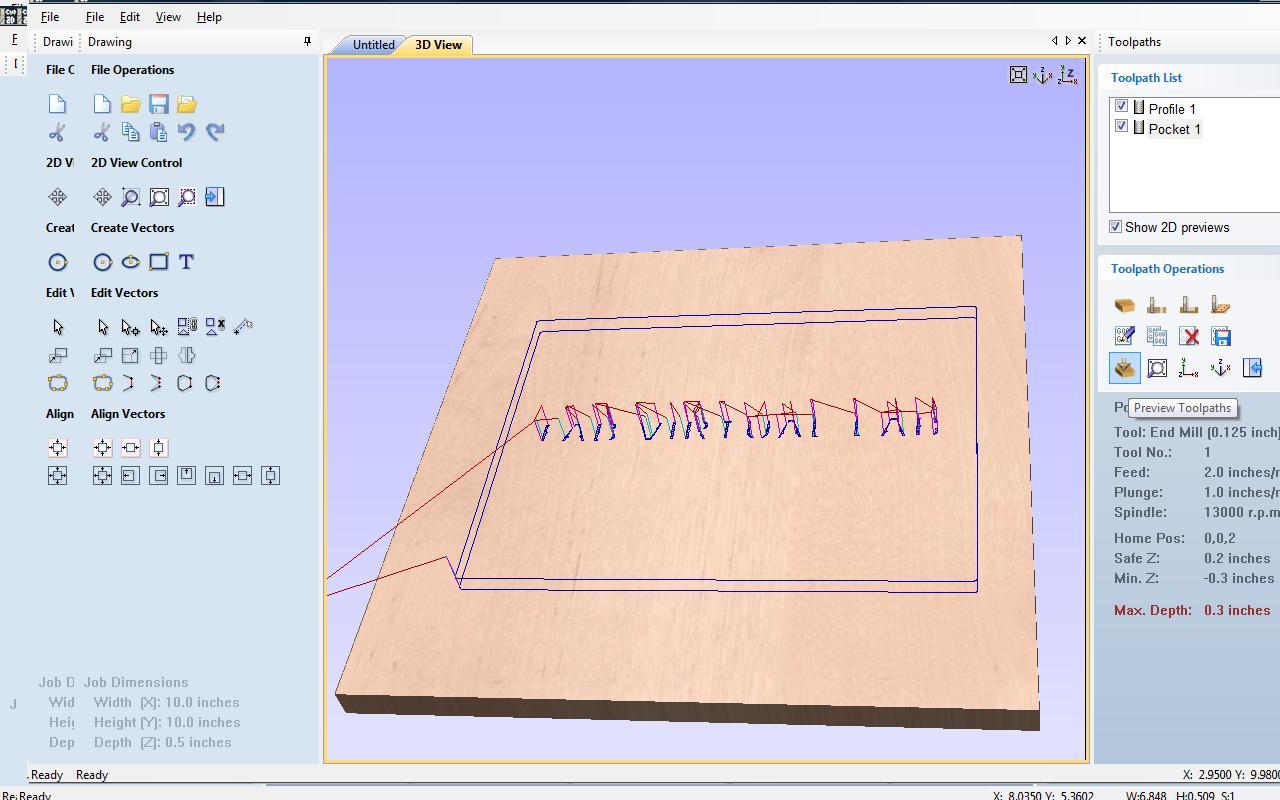 File File Edit View Help
Drawi Drawing
Untitled 3D View
Toolpaths
File C File Operations
Toolpath List
Profile 1
Pocket 1
2D Vi 2D View Control
Show 2D previews
Creat Create Vectors
Toolpath Operations
Edit V Edit Vectors
Preview Toolpaths
Align Align Vectors
Tool: End Mill (0.125 inch)
Tool No.: 1
Feed: 2.0 inches/r
Plunge: 1.0 inches/r
Spindle: 13000 r.p.m
Home Pos: 0,0,2
Safe Z: 0.2 inches
Min. Z: -0.3 inches
Max. Depth: 0.3 inches
Job D Job Dimensions
J Wid Width (X): 10.0 inches
Heig Height (Y): 10.0 inches
Dep Depth (Z): 0.5 inches
Ready Ready X: 2.9500 Y: 9.9800
Re Ready X: 8.0350 Y: 5.3602 W:6.848 H:0.509 S:1